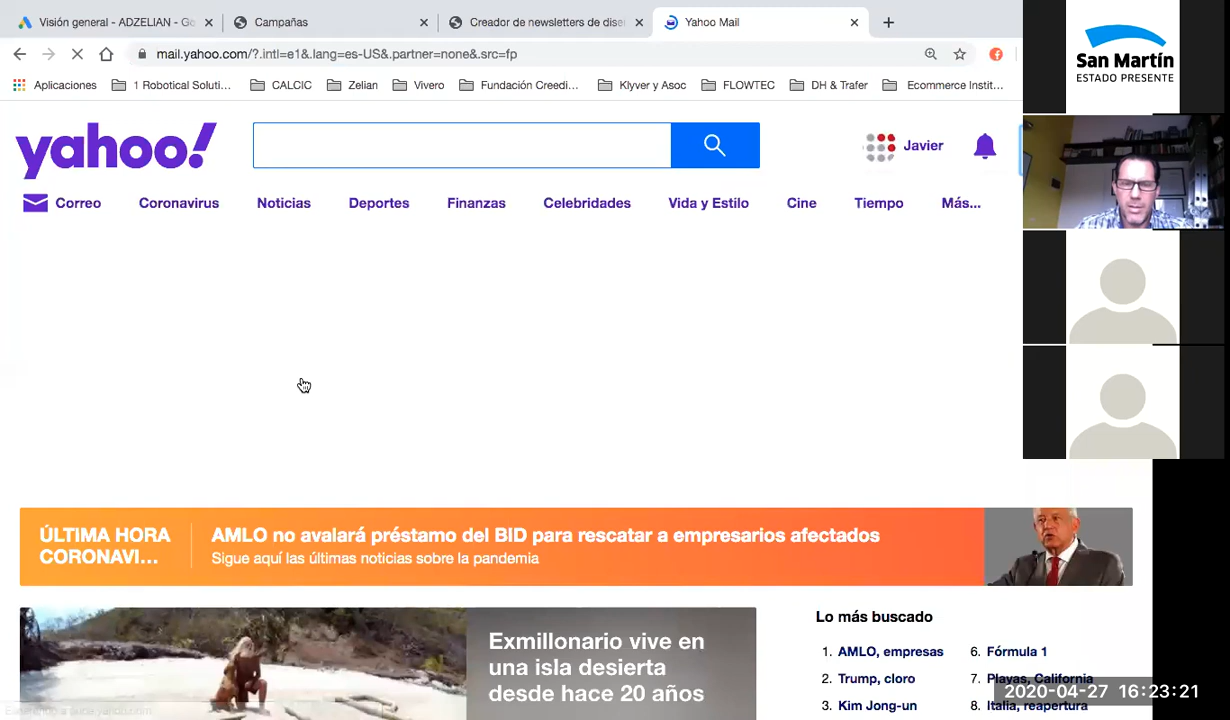 Visión general - ADZELIAN - Go
Campañas
Creador de newsletters de dise
Yahoo Mail
mail.yahoo.com/?.intl=e1&.lang=es-US&.partner=none&.src=fp
Aplicaciones
1 Robotical Soluti...
CALCIC
Zelian
Vivero
Fundación Creedi...
Klyver y Asoc
FLOWTEC
DH & Trafer
Ecommerce Instit...
San Martín
ESTADO PRESENTE
yahoo!
Javier
Correo
Coronavirus
Noticias
Deportes
Finanzas
Celebridades
Vida y Estilo
Cine
Tiempo
Más...
ÚLTIMA HORA
CORONAVI...
AMLO no avalará préstamo del BID para rescatar a empresarios afectados
Sigue aquí las últimas noticias sobre la pandemia
Exmillonario vive en
una isla desierta
desde hace 20 años
Lo más buscado
1. AMLO, empresas
2. Trump, cloro
3. Kim Jong-un
6. Fórmula 1
7. Playas, California
8. Italia, reapertura
2020-04-27 16:23:21